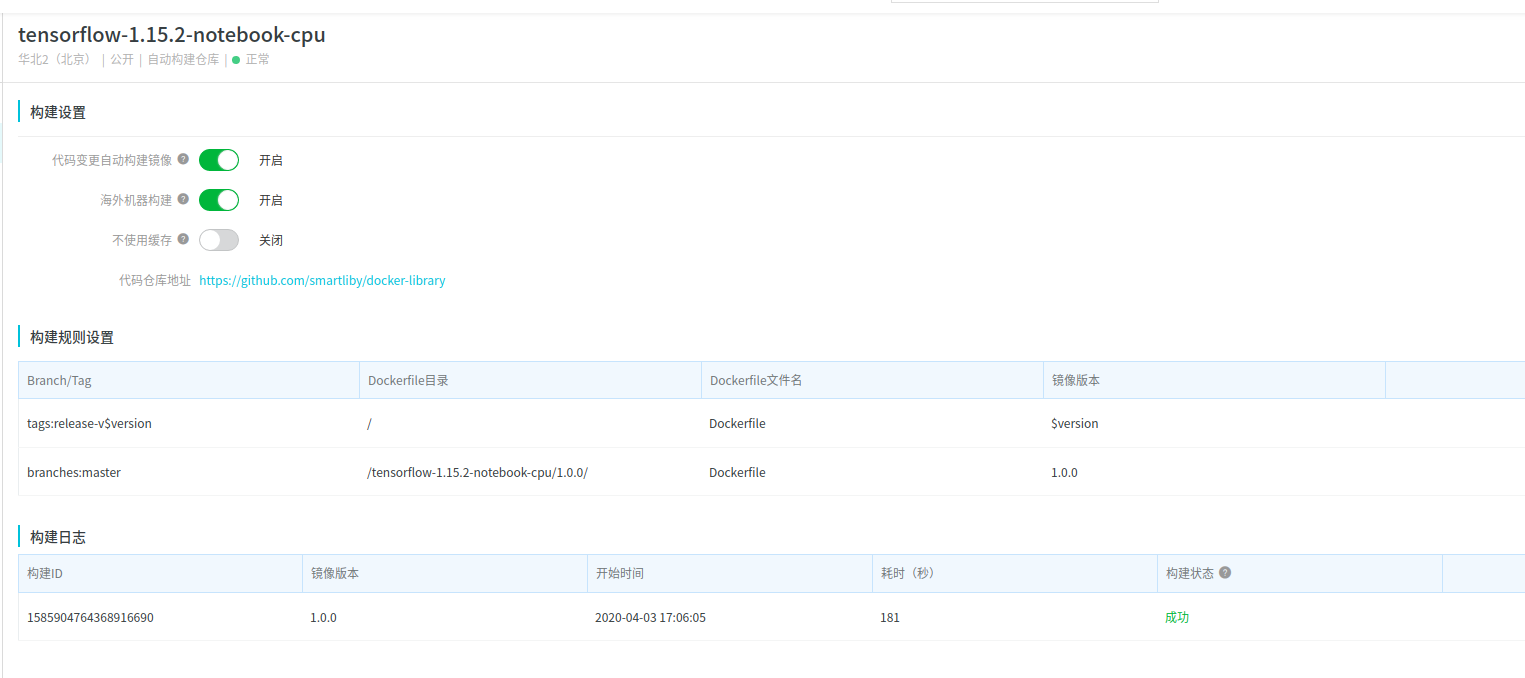 tensorflow-1.15.2-notebook-cpu
华北2（北京） | 公开 | 自动构建仓库 | 正常
构建设置
代码变更自动构建镜像 ? 开启
海外机器构建 ? 开启
不使用缓存 ? 关闭
代码仓库地址 https://github.com/smartliby/docker-library
构建规则设置
Branch/Tag Dockerfile目录 Dockerfile文件名 镜像版本
tags:release-v$version / Dockerfile $version
branches:master /tensorflow-1.15.2-notebook-cpu/1.0.0/ Dockerfile 1.0.0
构建日志
构建ID 镜像版本 开始时间 耗时（秒） 构建状态 ?
1585904764368916690 1.0.0 2020-04-03 17:06:05 181 成功